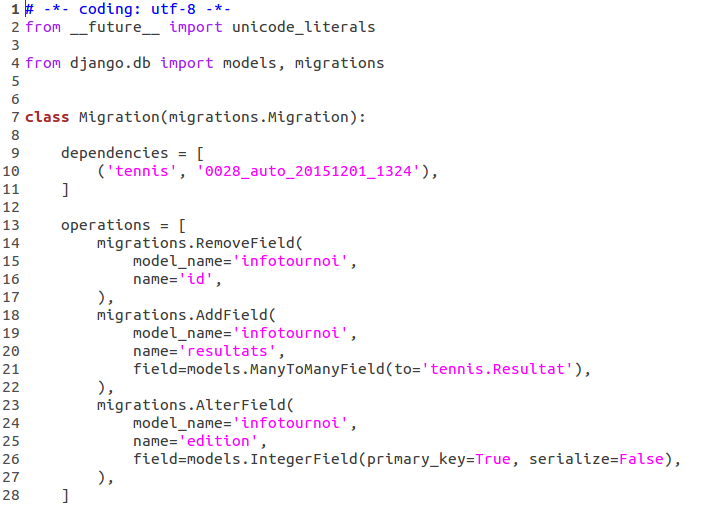 1 # -*- coding: utf-8 -*-
2 from __future__ import unicode_literals
3
4 from django.db import models, migrations
5
6
7 class Migration(migrations.Migration):
8
9     dependencies = [
10         ('tennis', '0028_auto_20151201_1324'),
11     ]
12
13     operations = [
14         migrations.RemoveField(
15             model_name='infotournoi',
16             name='id',
17         ),
18         migrations.AddField(
19             model_name='infotournoi',
20             name='resultats',
21             field=models.ManyToManyField(to='tennis.Resultat'),
22         ),
23         migrations.AlterField(
24             model_name='infotournoi',
25             name='edition',
26             field=models.IntegerField(primary_key=True, serialize=False),
27         ),
28     ]